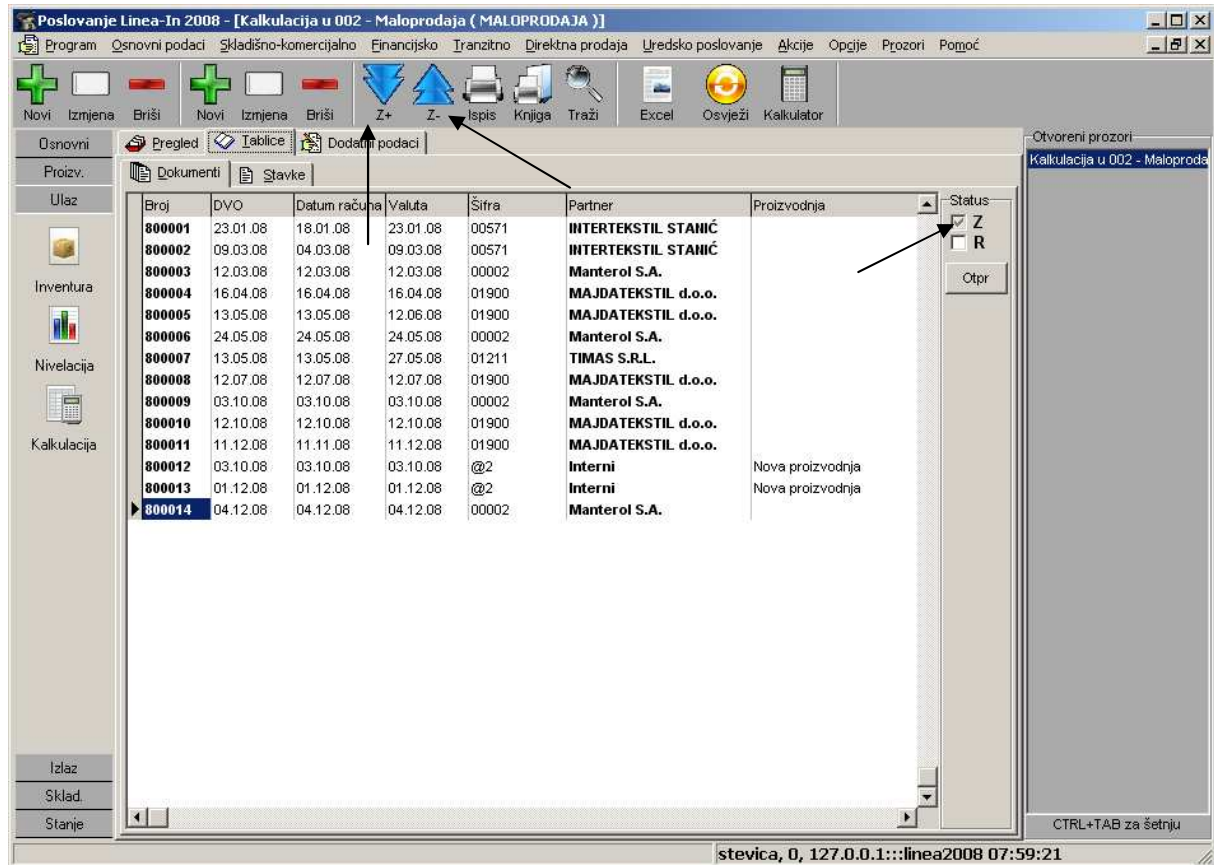 Poslovanje Linea-In 2008 - [Kalkulacija u 002 - Maloprodaja ( MALOPRODAJA )]
Program Osnovni podaci Skladišno-komercijalno Financijsko Tranzitno Direktna prodaja Uredsko poslovanje Akcije Opcije Prozori Pomoć
Novi Izmjena Briši Novi Izmjena Briši Z+ Z- Ispis Knjiga Traži Excel Osvježi Kalkulator
Osnovni
Proizv.
Ulaz
Inventura
Nivelacija
Kalkulacija
Izlaz
Sklad.
Stanje
Pregled Tablice Dodatni podaci
Dokumenti Stavke
Broj DVO Datum računa Valuta Šifra Partner Proizvodnja
800001 23.01.08 18.01.08 23.01.08 00571 INTERTEKSTIL STANIĆ
800002 09.03.08 04.03.08 09.03.08 00571 INTERTEKSTIL STANIĆ
800003 12.03.08 12.03.08 12.03.08 00002 Manterol S.A.
800004 16.04.08 16.04.08 16.04.08 01900 MAJDATEKSTIL d.o.o.
800005 13.05.08 13.05.08 12.06.08 01900 MAJDATEKSTIL d.o.o.
800006 24.05.08 24.05.08 24.05.08 00002 Manterol S.A.
800007 13.05.08 13.05.08 27.05.08 01211 TIMAS S.R.L.
800008 12.07.08 12.07.08 12.07.08 01900 MAJDATEKSTIL d.o.o.
800009 03.10.08 03.10.08 03.10.08 00002 Manterol S.A.
800010 12.10.08 12.10.08 12.10.08 01900 MAJDATEKSTIL d.o.o.
800011 11.12.08 11.11.08 11.12.08 01900 MAJDATEKSTIL d.o.o.
800012 03.10.08 03.10.08 03.10.08 @2 Interni Nova proizvodnja
800013 01.12.08 01.12.08 01.12.08 @2 Interni Nova proizvodnja
800014 04.12.08 04.12.08 04.12.08 00002 Manterol S.A.
Status
Z
R
Otpr
Otvoreni prozori
Kalkulacija u 002 - Maloproda
CTRL+TAB za šetnju
stevica, 0, 127.0.0.1:::linea2008 07:59:21